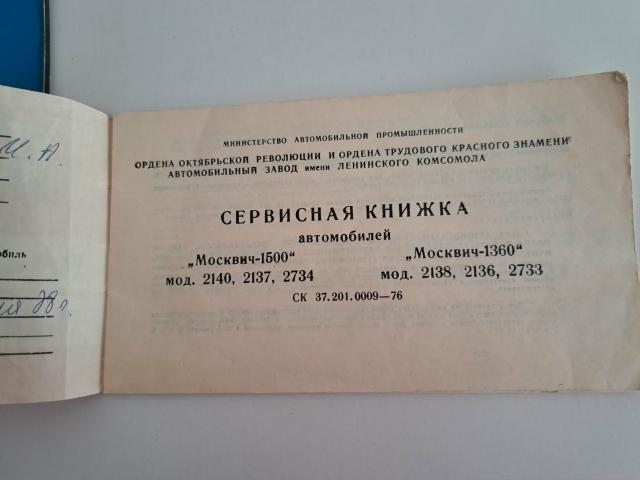 М. А.
МИНИСТЕРСТВО АВТОМОБИЛЬНОЙ ПРОМЫШЛЕННОСТИ
ОРДЕНА ОКТЯБРЬСКОЙ РЕВОЛЮЦИИ И ОРДЕНА ТРУДОВОГО КРАСНОГО ЗНАМЕНИ
АВТОМОБИЛЬНЫЙ ЗАВОД имени ЛЕНИНСКОГО КОМСОМОЛА
СЕРВИСНАЯ КНИЖКА
автомобилей
„Москвич-1500“ „Москвич-1360“
мод. 2140, 2137, 2734 мод. 2138, 2136, 2733
СК 37.201.0009—76